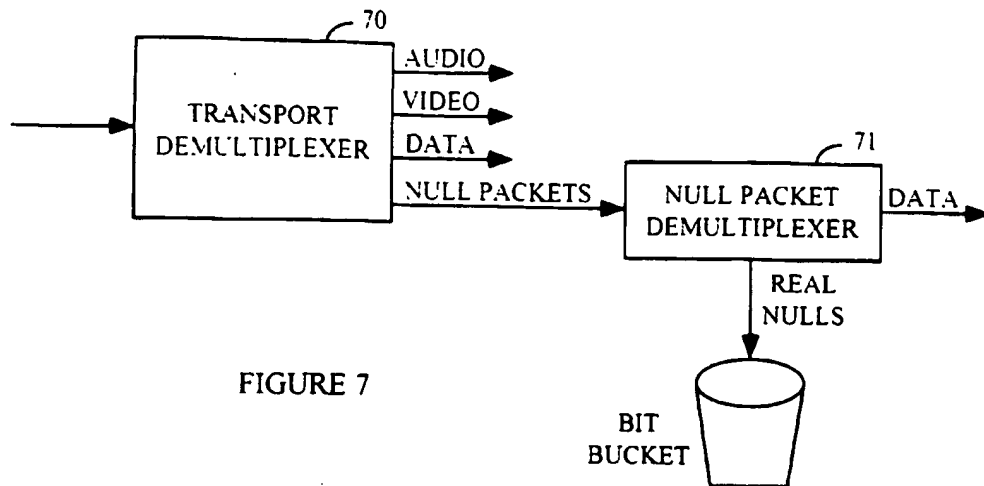 70
TRANSPORT
DEMULTIPLEXER
AUDIO
VIDEO
DATA
NULL PACKETS
71
NULL PACKET
DEMULTIPLEXER
DATA
REAL
NULLS
FIGURE 7
BIT
BUCKET